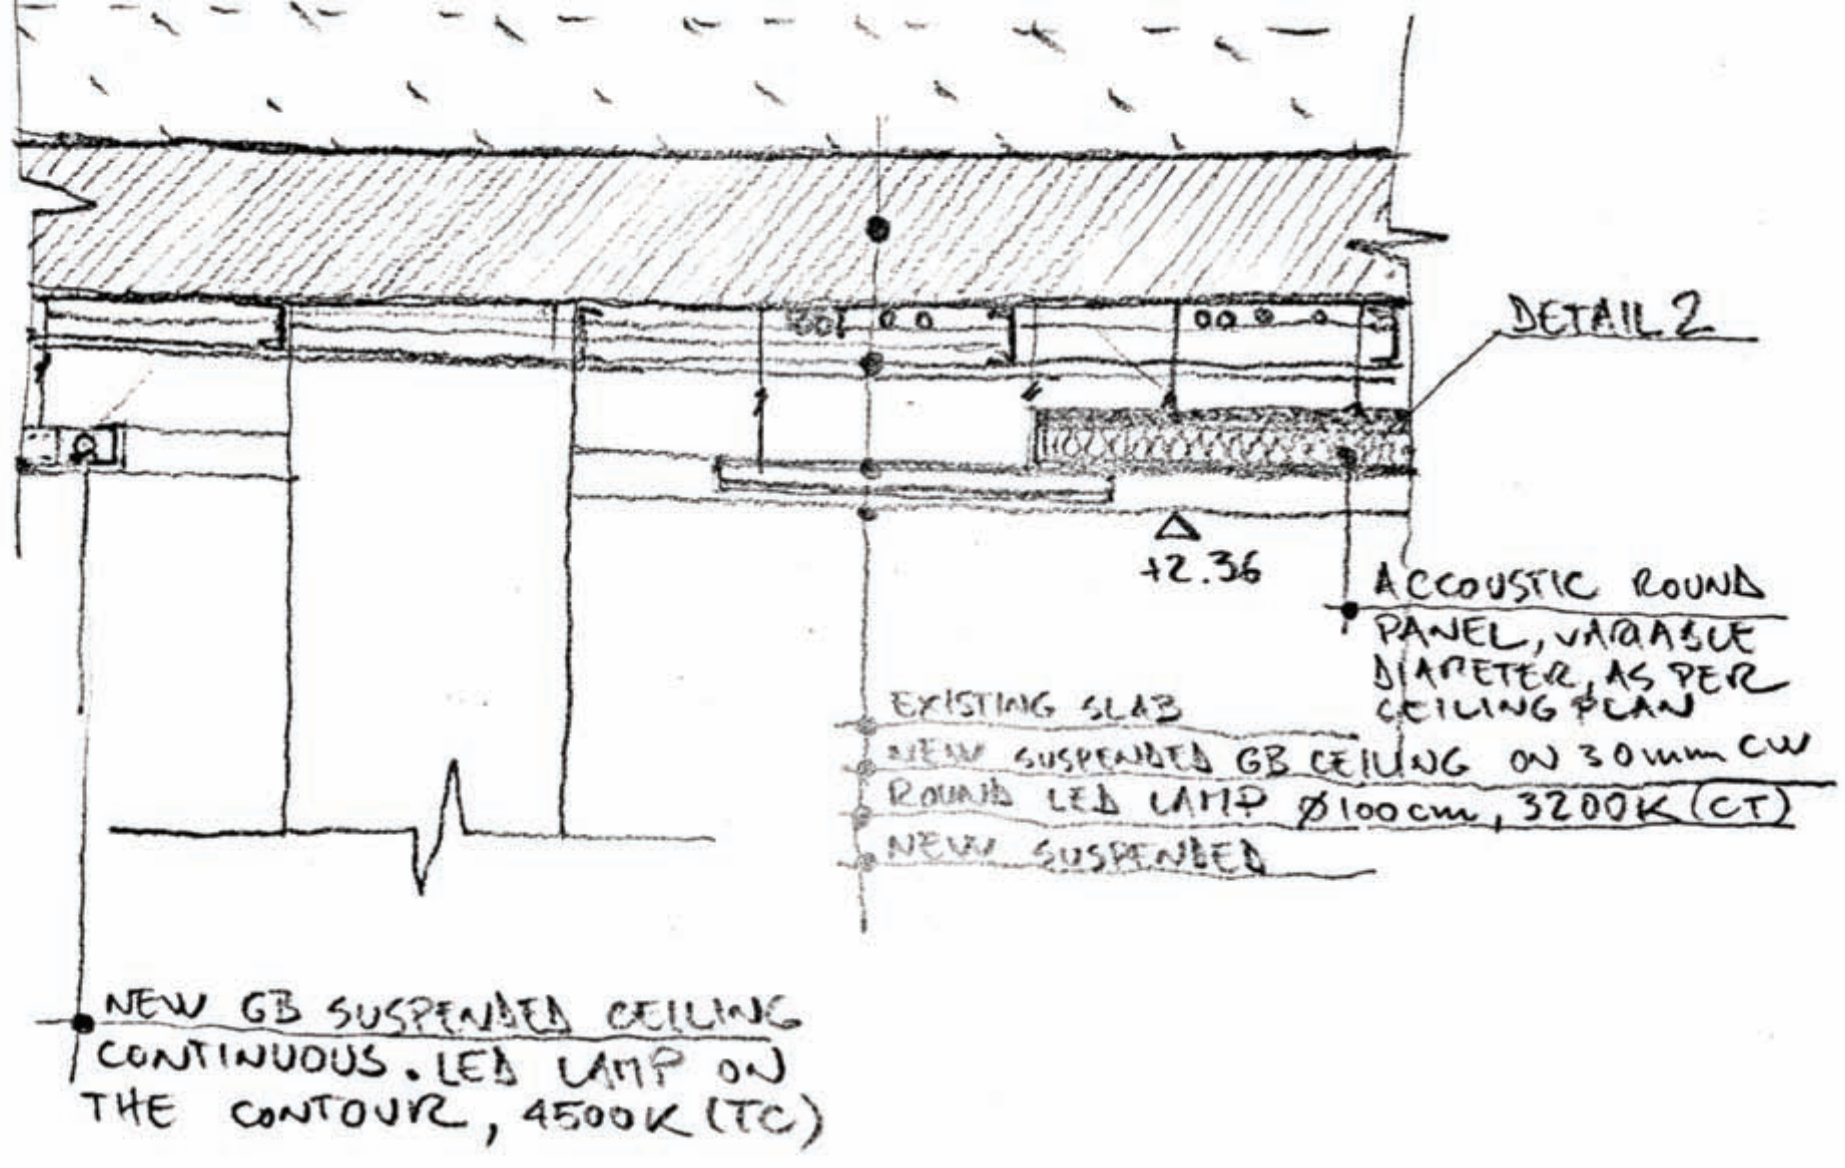 DETAIL 2
+2.36
ACCOUSTIC ROUND
PANEL, VARIABLE
DIAMETER, AS PER
CEILING PLAN
EXISTING SLAB
NEW SUSPENDED GB CEILING ON 30mm CW
ROUND LED LAMP Ø100cm, 3200K (CT)
NEW SUSPENDED
NEW GB SUSPENDED CEILING
CONTINUOUS. LED LAMP ON
THE CONTOUR, 4500K (TC)